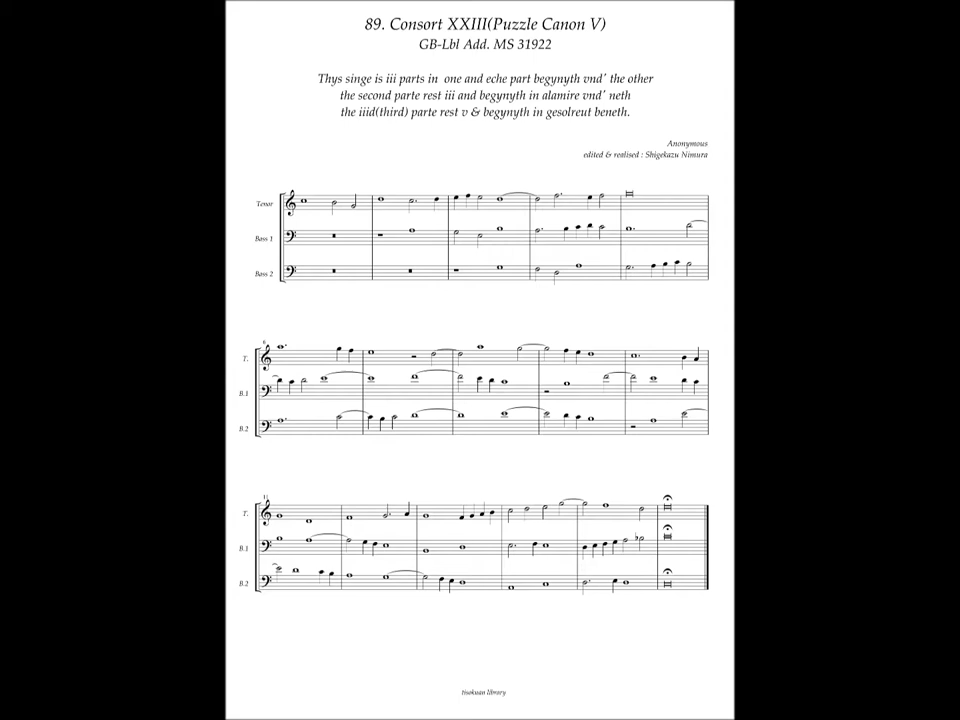 89. Consort XXIII(Puzzle Canon V)
GB-Lbl Add. MS 31922
Thys singe is iii parts in one and eche part begynyth vnd' the other
the second parte rest iii and begynyth in alamire vnd' neth
the iiid(third) parte rest v & begynyth in gesolreut beneth.
Anonymous
edited & realised : Shigekazu Nimura
Tenor
Bass 1
Bass 2
6
T.
B.1
B.2
11
T.
B.1
B.2
tisokuan library